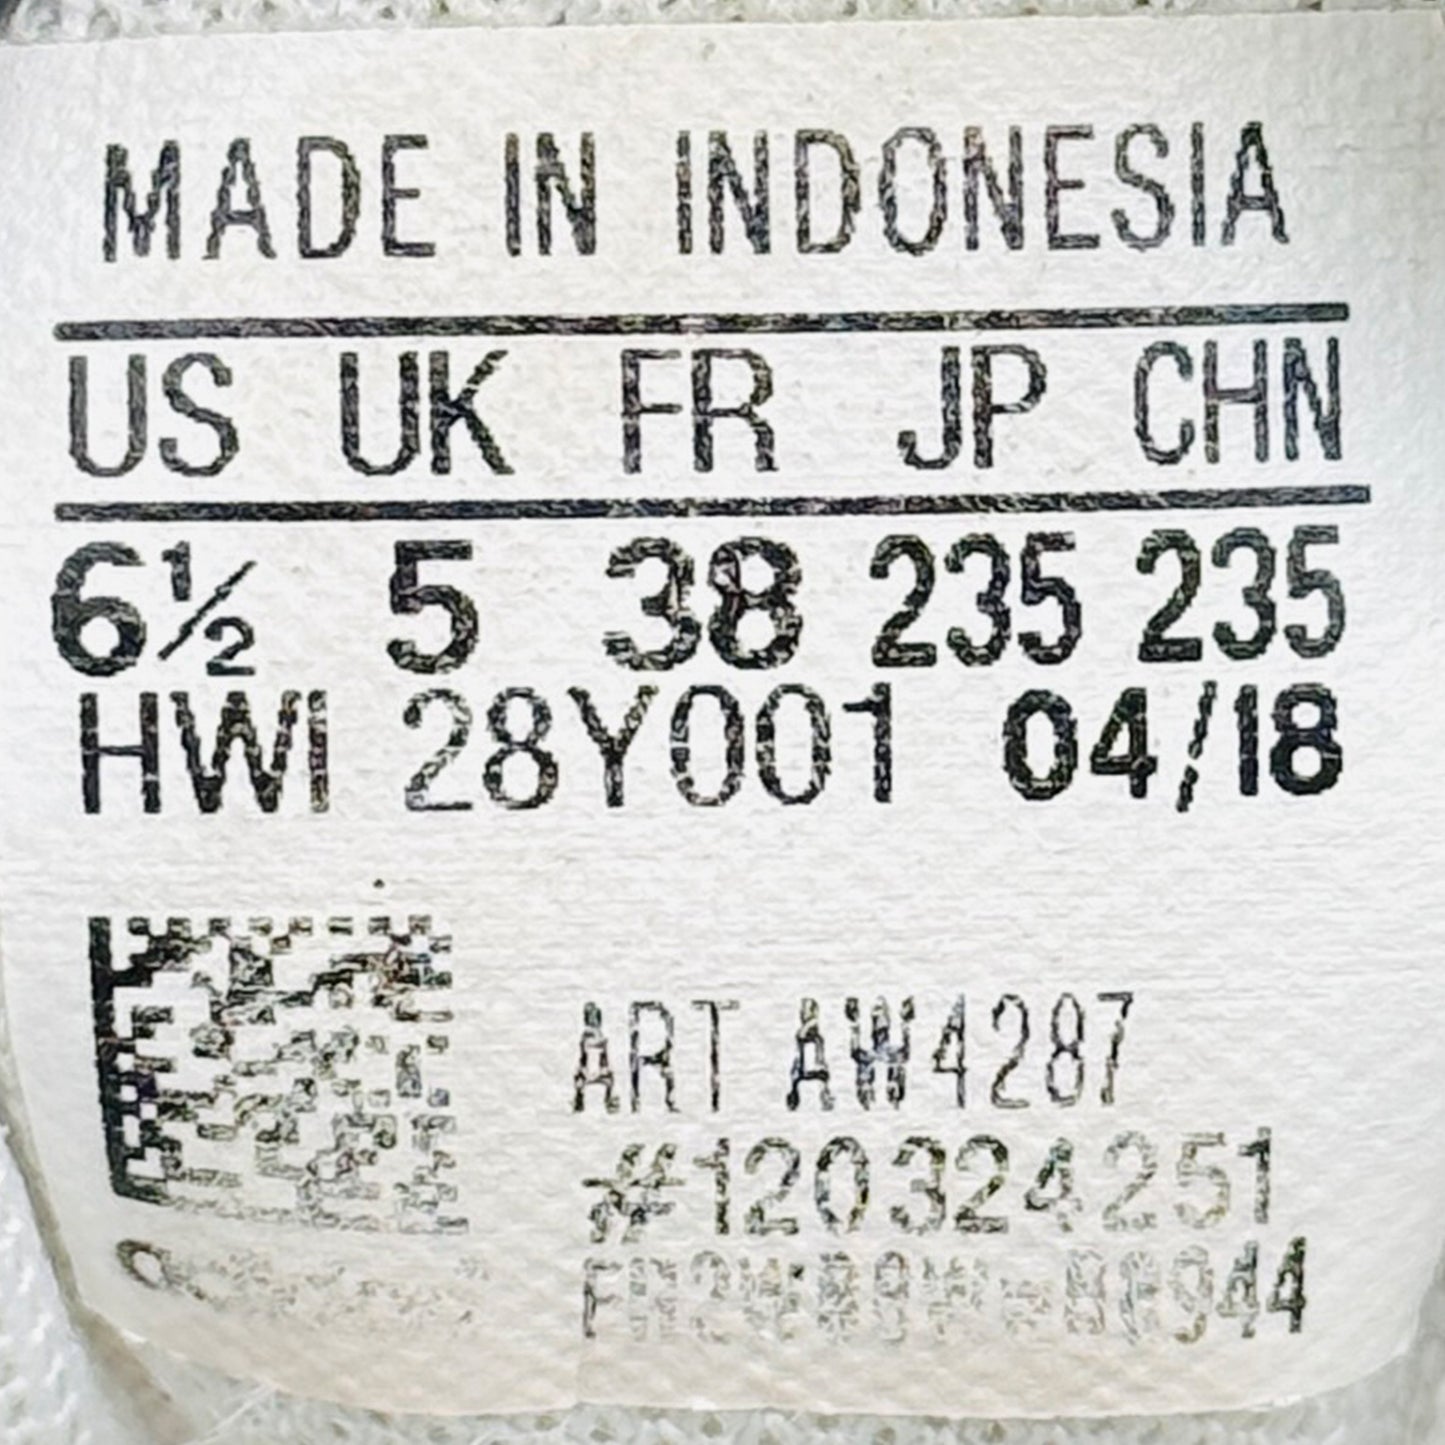 MADE IN INDONESIA
US UK FR JP CHN
6½ 5 38 235 235
HWI 28Y001 04/18
ART AW4287
#120324251